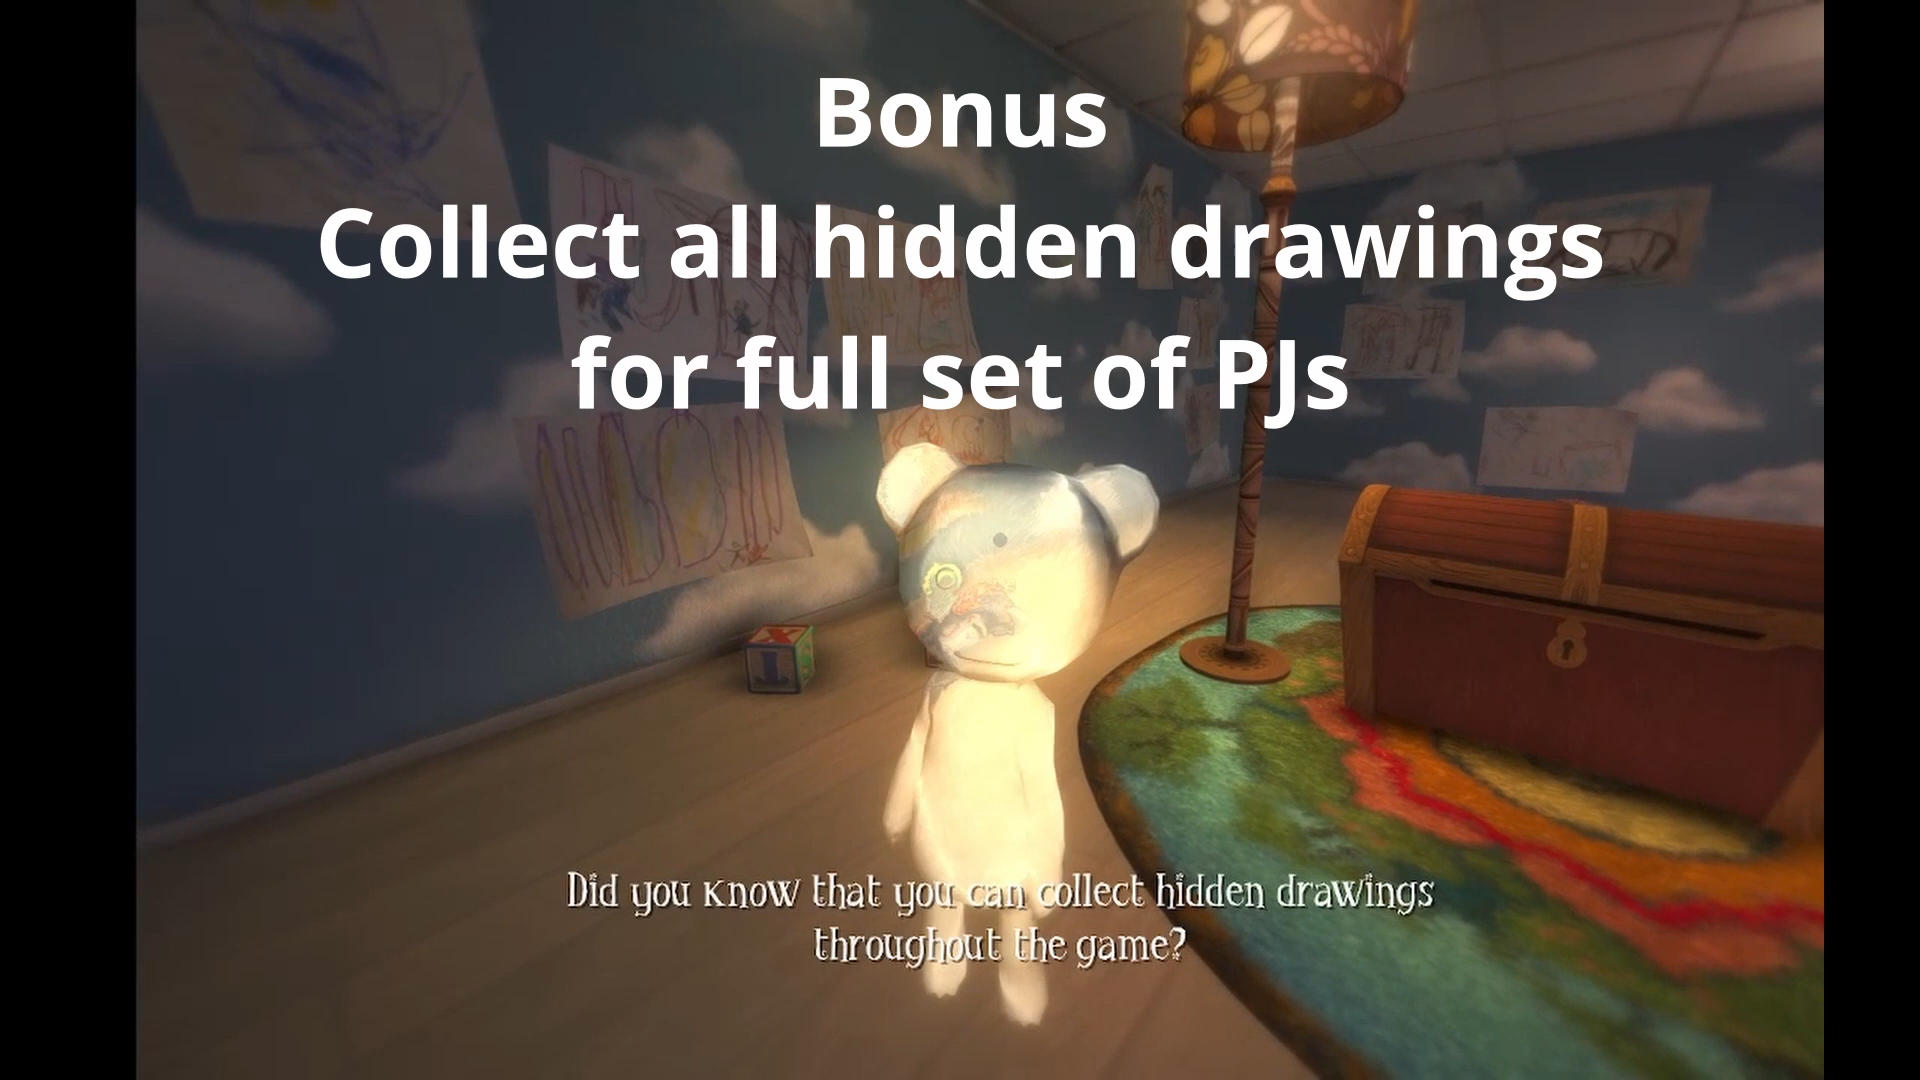 Bonus
Collect all hidden drawings
for full set of PJs
X
Did you know that you can collect hidden drawings
throughout the game?